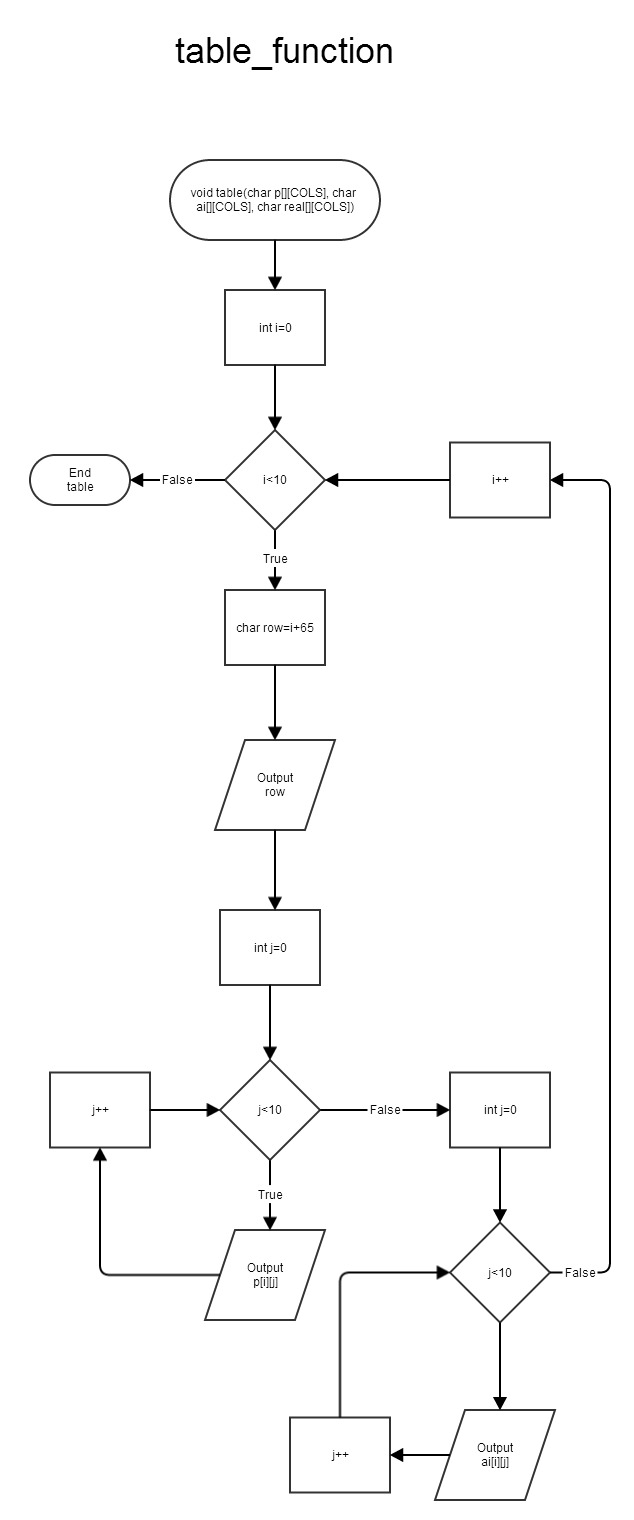 table_function
void table(char p[][COLS], char
ai[][COLS], char real[][COLS])
int i=0
End
table
False
i<10
i++
True
char row=i+65
Output
row
int j=0
j++
j<10
False
int j=0
True
Output
p[i][j]
j<10
False
j++
Output
ai[i][j]